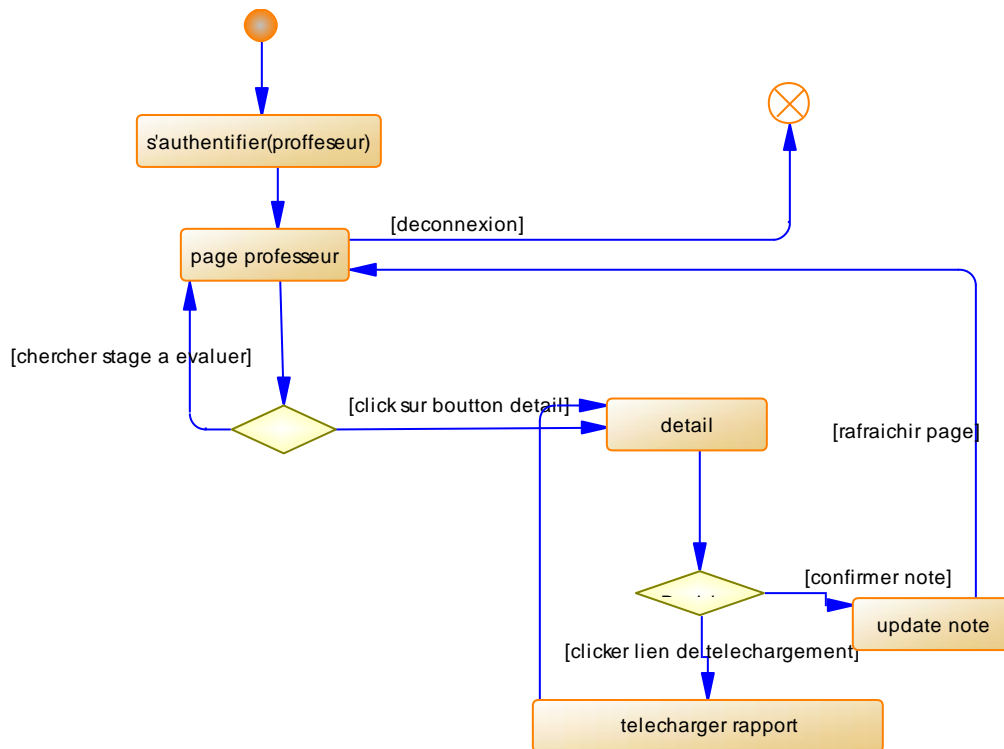 s'authentifier(proffeseur)
[deconnexion]
page professeur
[chercher stage a evaluer]
[click sur boutton detail]
detail
[rafraichir page]
[confirmer note]
update note
[clicker lien de telechargement]
telecharger rapport